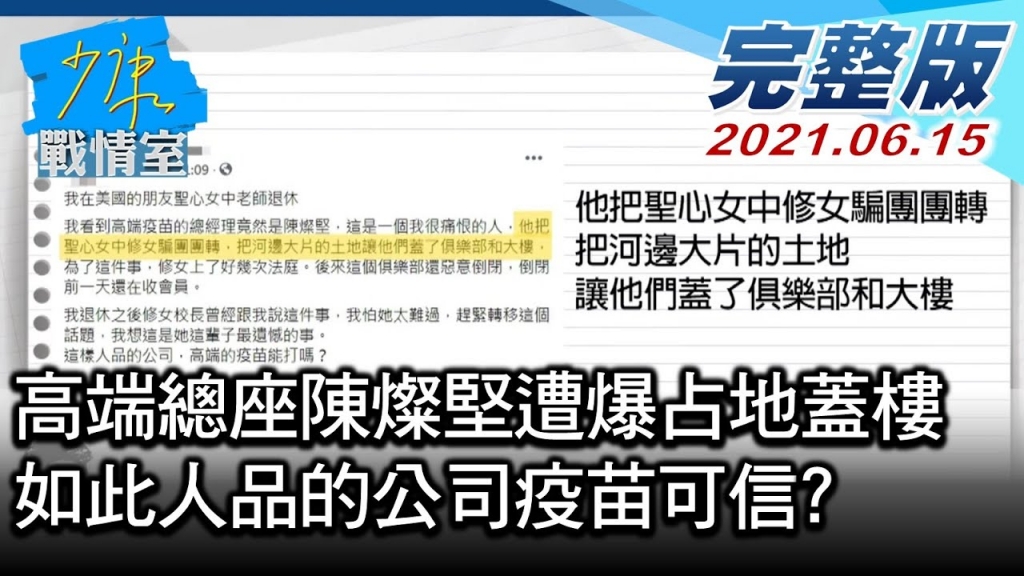 少康
戰情室
完整版
2021.06.15
:09
我在美國的朋友聖心女中老師退休
我看到高端疫苗的總經理竟然是陳燦堅，這是一個我很痛恨的人，他把
聖心女中修女騙團團轉，把河邊大片的土地讓他們蓋了俱樂部和大樓，
為了這件事，修女上了好幾次法庭。後來這個俱樂部還惡意倒閉，倒閉
前一天還在收會員。
我退休之後修女校長曾經跟我說這件事，我怕她太難過，趕緊轉移這個
話題，我想這是她這輩子最遺憾的事。
這樣人品的公司，高端的疫苗能打嗎？
他把聖心女中修女騙團團轉
把河邊大片的土地
讓他們蓋了俱樂部和大樓
高端總座陳燦堅遭爆占地蓋樓
如此人品的公司疫苗可信?